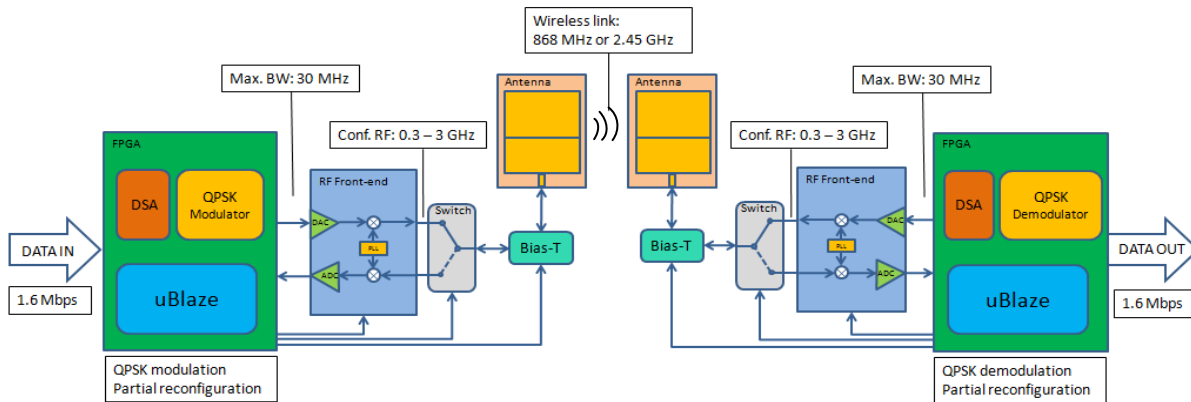 Wireless link:
868 MHz or 2.45 GHz
Max. BW: 30 MHz
Antenna
Antenna
Max. BW: 30 MHz
Conf. RF: 0.3 – 3 GHz
Conf. RF: 0.3 – 3 GHz
FPGA
FPGA
RF Front-end
RF Front-end
DSA
QPSK
Modulator
DAC
Switch
Switch
DAC
DSA
QPSK
Demodulator
DATA IN
PLL
Bias-T
Bias-T
PLL
DATA OUT
ADC
ADC
1.6 Mbps
uBlaze
uBlaze
1.6 Mbps
QPSK modulation
Partial reconfiguration
QPSK demodulation
Partial reconfiguration